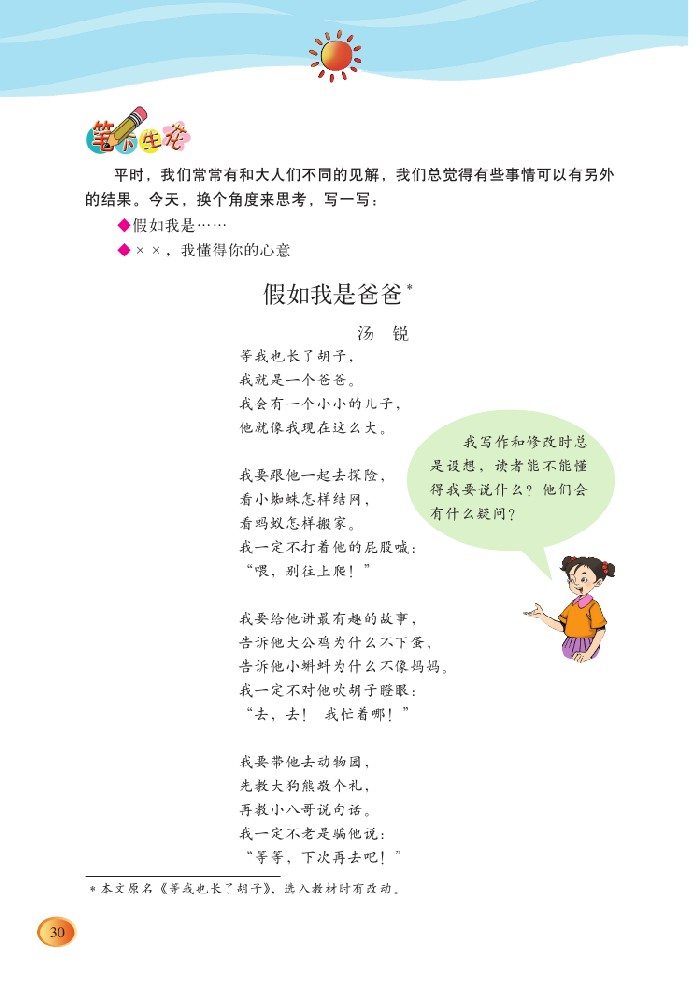 笔下生花
平时，我们常常有和大人们不同的见解，我们总觉得有些事情可以有另外
的结果。今天，换个角度来思考，写一写：
◆假如我是……
◆××，我懂得你的心意
假如我是爸爸*
汤 锐
等我也长了胡子，
我就是一个爸爸。
我会有一个小小的儿子，
他就像我现在这么大。
我要跟他一起去探险，
看小蜘蛛怎样结网，
看蚂蚁怎样搬家。
我一定不打着他的屁股喊：
“喂，别往上爬！”
我要给他讲最有趣的故事，
告诉他大公鸡为什么不下蛋，
告诉他小蝌蚪为什么不像妈妈。
我一定不对他吹胡子瞪眼：
“去，去！ 我忙着哪！”
我要带他去动物园，
先教大狗熊敬个礼，
再教小八哥说句话。
我一定不老是骗他说：
“等等，下次再去吧！”
我写作和修改时总
是设想，读者能不能懂
得我要说什么？他们会
有什么疑问？
*本文原名《等我也长了胡子》，选入教材时有改动。
30